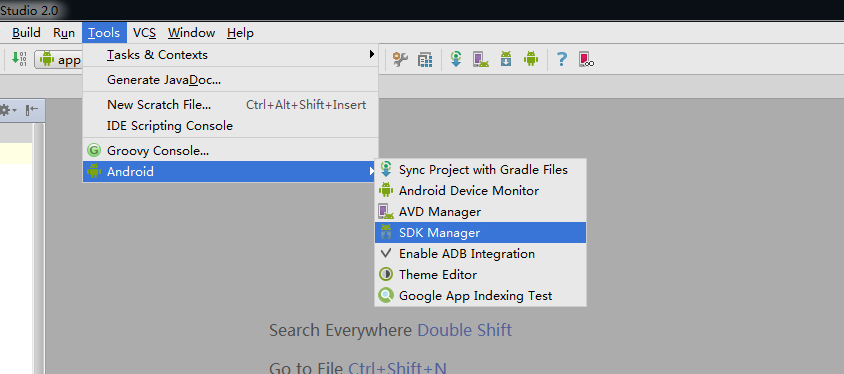 Studio 2.0
Build Run Tools VCS Window Help
app
Tasks & Contexts
Generate JavaDoc...
New Scratch File... Ctrl+Alt+Shift+Insert
IDE Scripting Console
Groovy Console...
Android
Sync Project with Gradle Files
Android Device Monitor
AVD Manager
SDK Manager
Enable ADB Integration
Theme Editor
Google App Indexing Test
Search Everywhere Double Shift
Go to File Ctrl+Shift+N